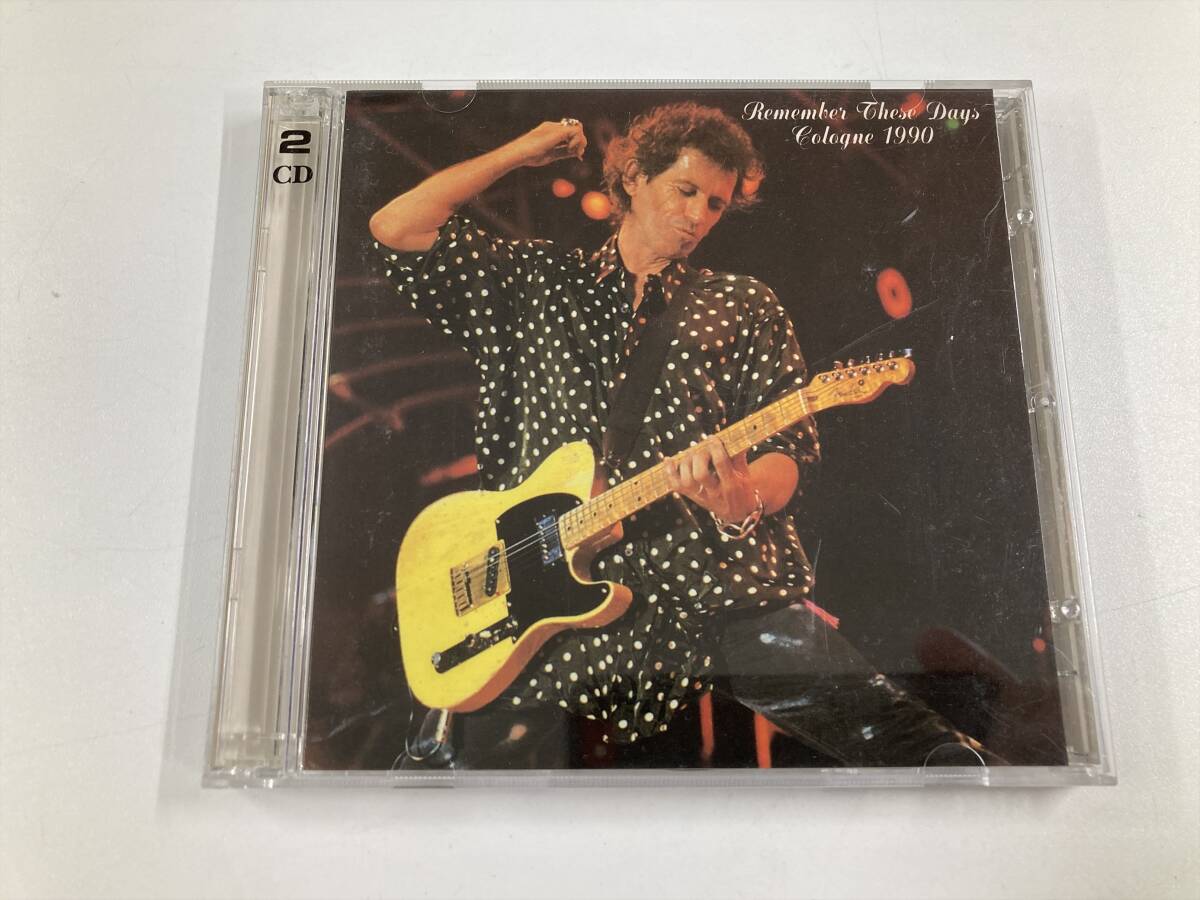 2
CD
Remember These Days
Cologne 1990